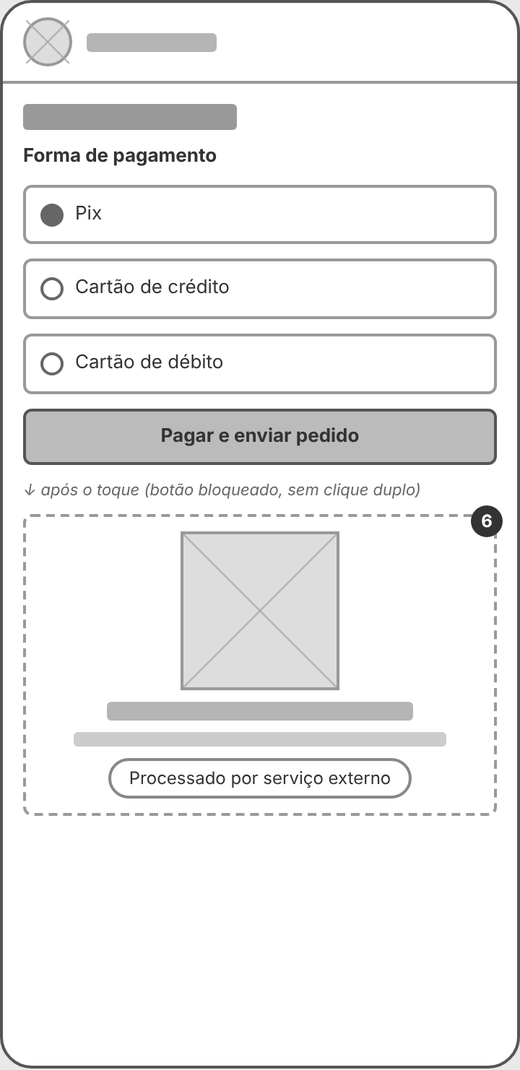 Forma de pagamento
Pix
Cartão de crédito
Cartão de débito
Pagar e enviar pedido
↓ após o toque (botão bloqueado, sem clique duplo)
6
Processado por serviço externo